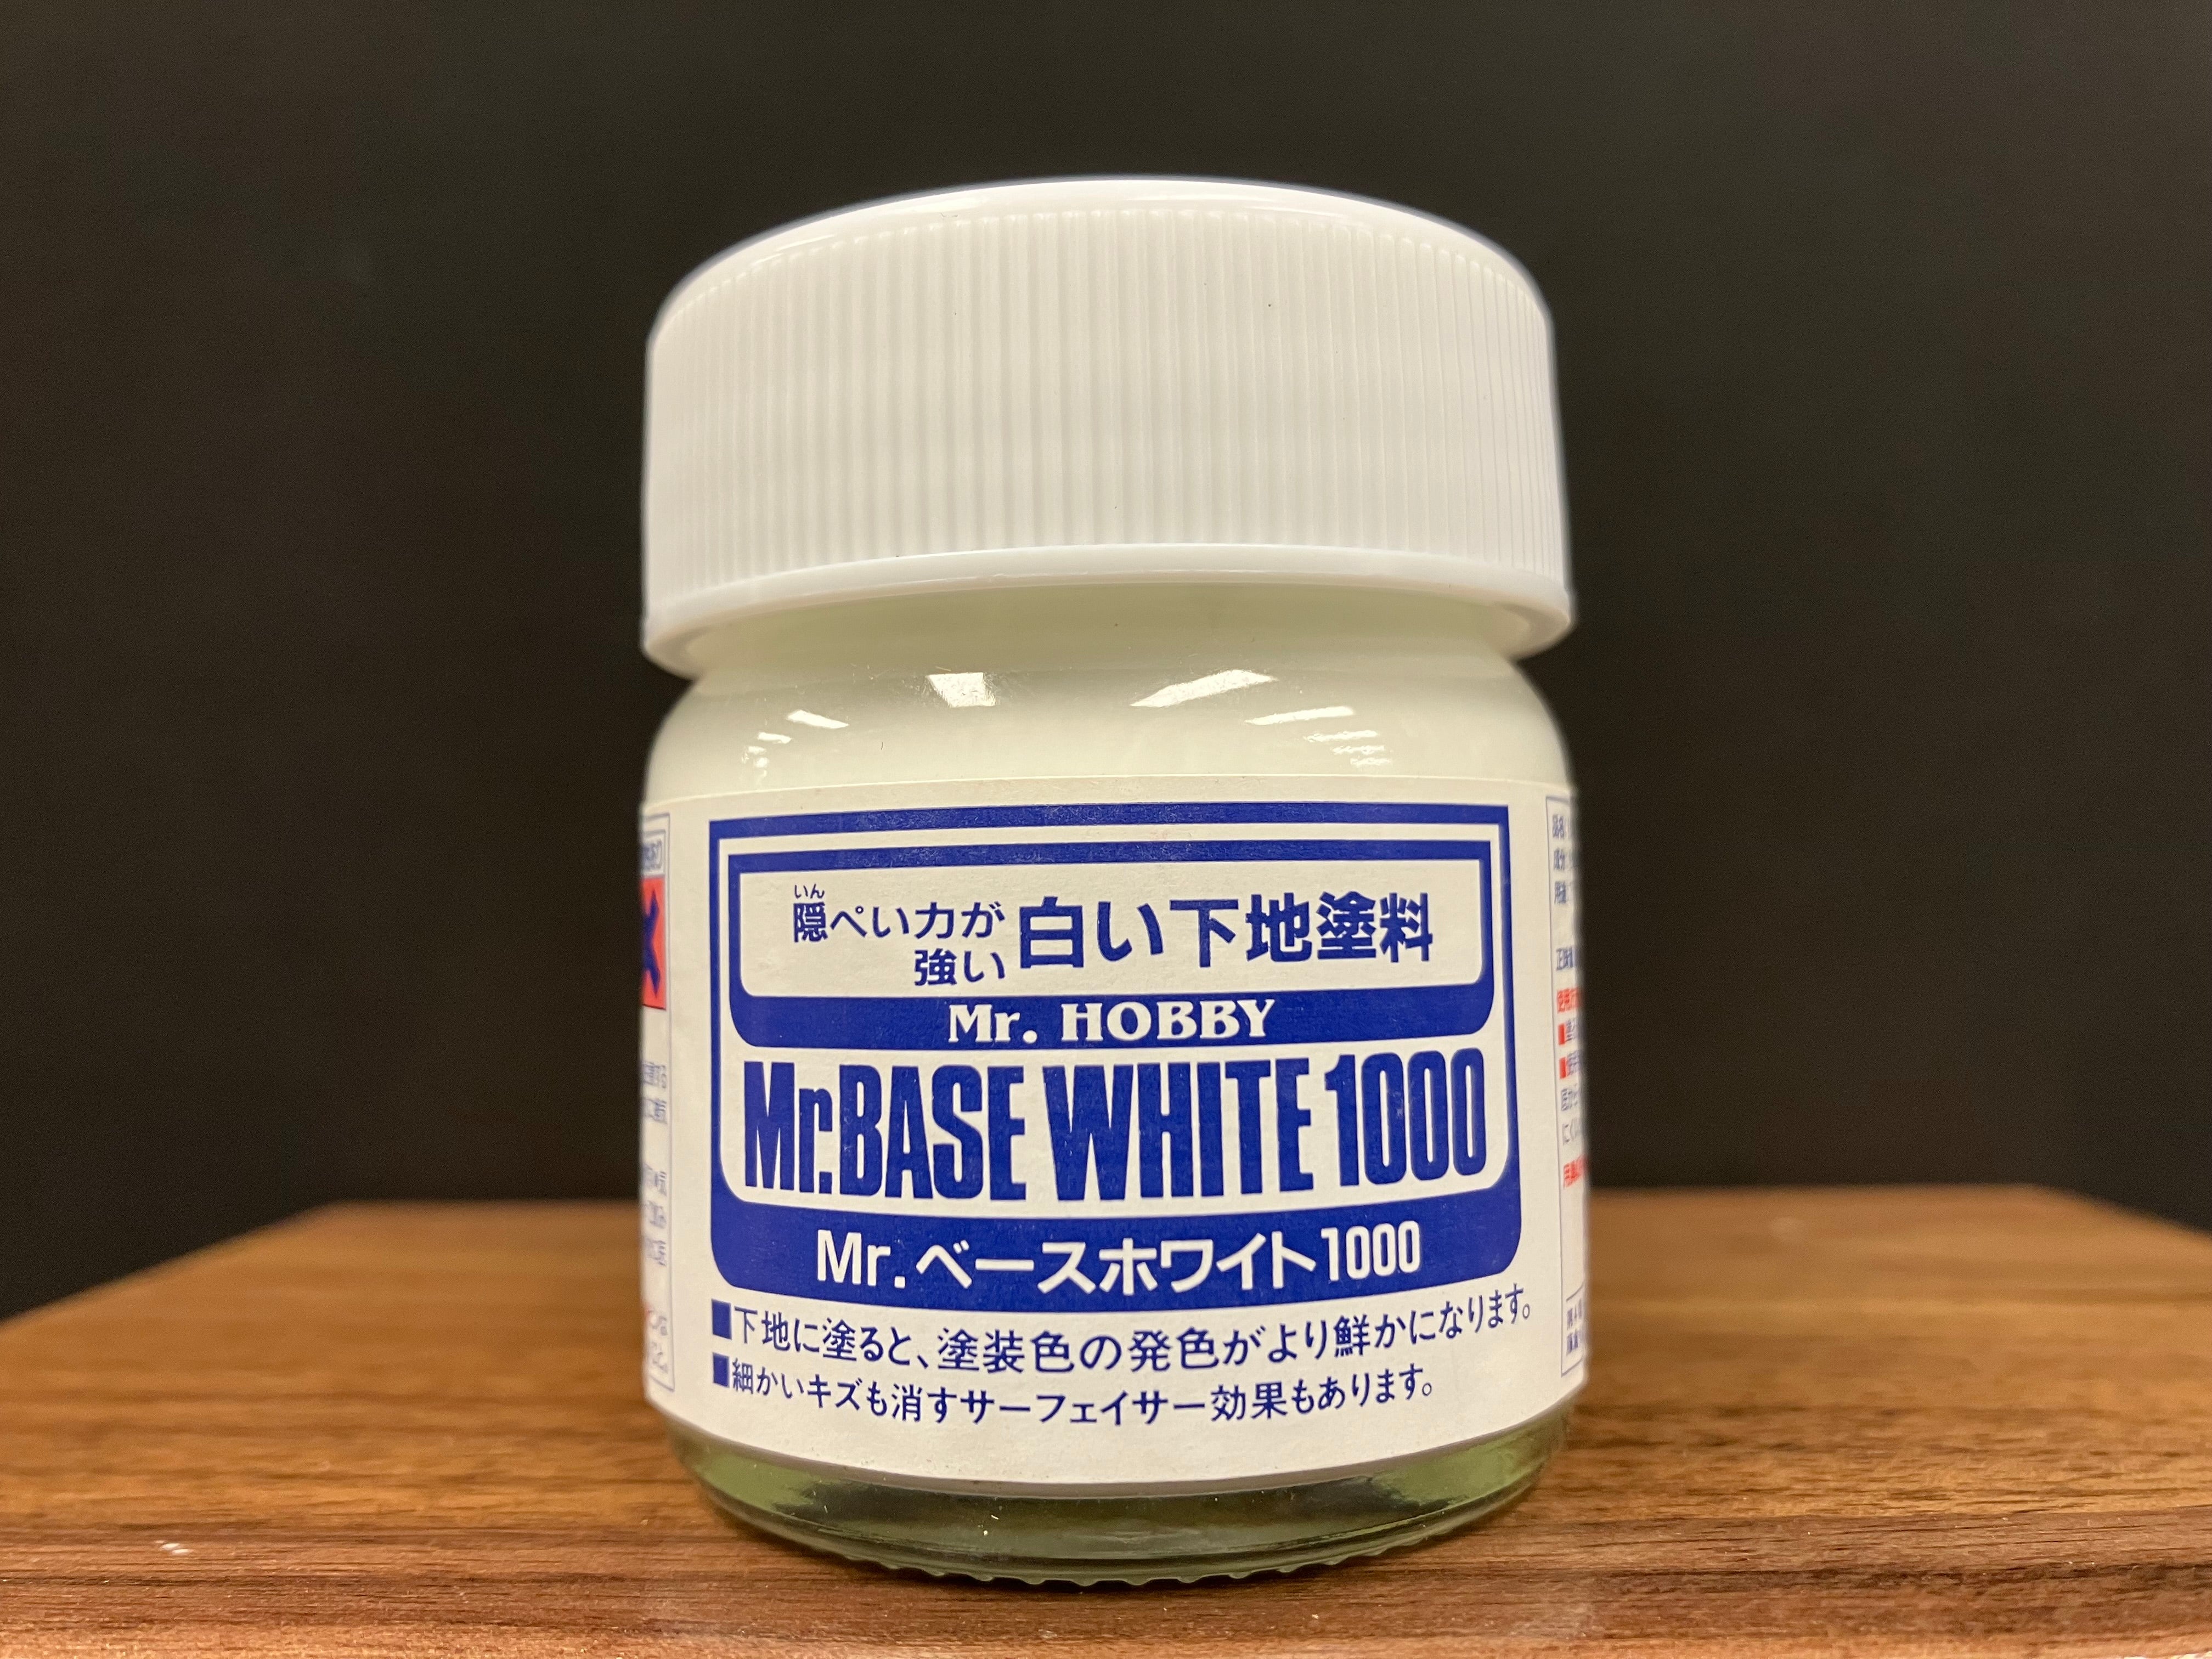 いん
隠ぺい力が
強い
白い下地塗料
Mr. HOBBY
Mr.BASE WHITE 1000
Mr.ベースホワイト1000
■下地に塗ると、塗装色の発色がより鮮かになります。
■細かいキズも消すサーフェイサー効果もあります。